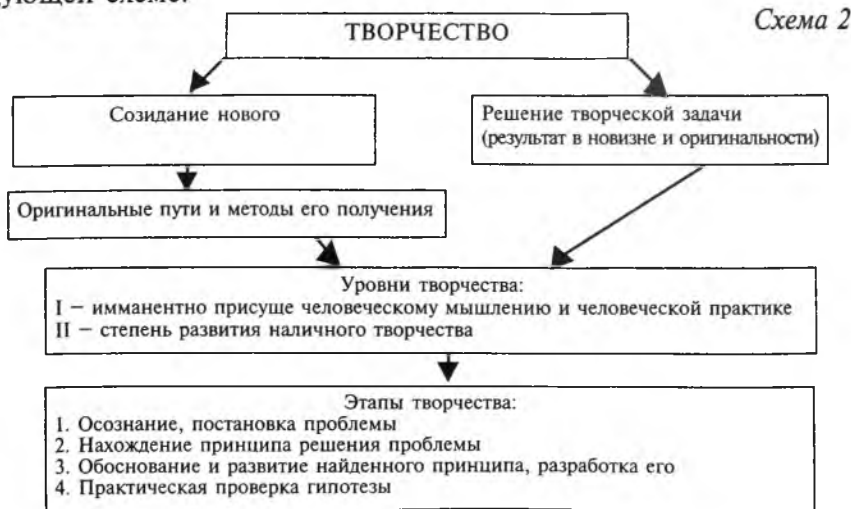 ующей схеме.
Схема 2
ТВОРЧЕСТВО
Созидание нового
Решение творческой задачи
(результат в новизне и оригинальности)
Оригинальные пути и методы его получения
Уровни творчества:
I – имманентно присуще человеческому мышлению и человеческой практике
II – степень развития наличного творчества
Этапы творчества:
1. Осознание, постановка проблемы
2. Нахождение принципа решения проблемы
3. Обоснование и развитие найденного принципа, разработка его
4. Практическая проверка гипотезы